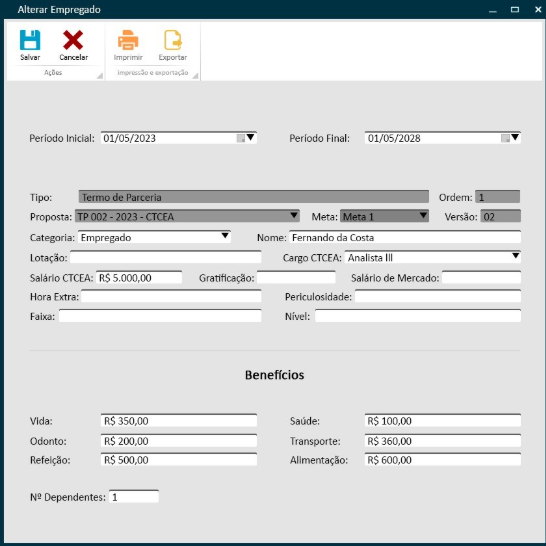 Alterar Empregado
Salvar Cancelar Imprimir Exportar
Ações Impressão e exportação
Período Inicial: 01/05/2023 Período Final: 01/05/2028
Tipo: Termo de Parceria Ordem: 1
Proposta: TP 002 - 2023 - CTCEA Meta: Meta 1 Versão: 02
Categoria: Empregado Nome: Fernando da Costa
Lotação: Cargo CTCEA: Analista III
Salário CTCEA: R$ 5.000,00 Gratificação: Salário de Mercado:
Hora Extra: Periculosidade:
Faixa: Nível:
Benefícios
Vida: R$ 350,00 Saúde: R$ 100,00
Odonto: R$ 200,00 Transporte: R$ 360,00
Refeição: R$ 500,00 Alimentação: R$ 600,00
Nº Dependentes: 1